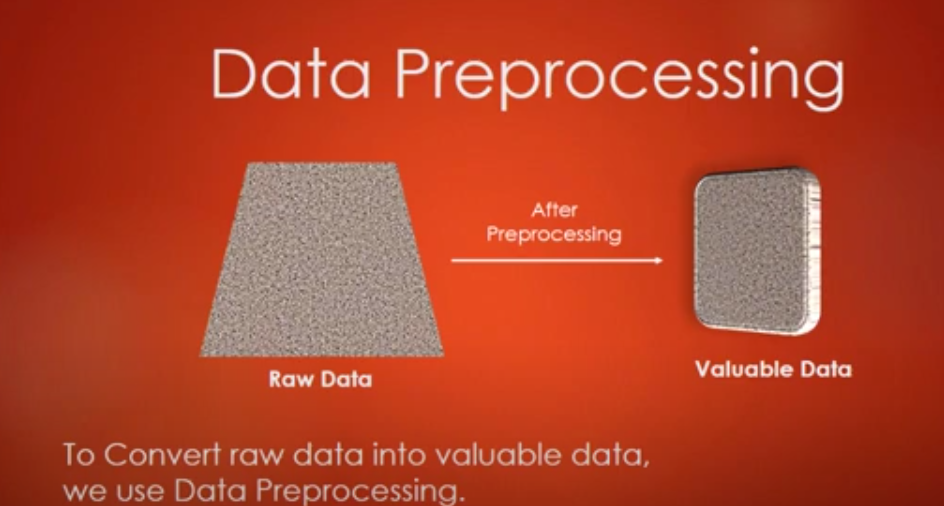 Data Preprocessing
After
Preprocessing
Raw Data
Valuable Data
To Convert raw data into valuable data,
we use Data Preprocessing.